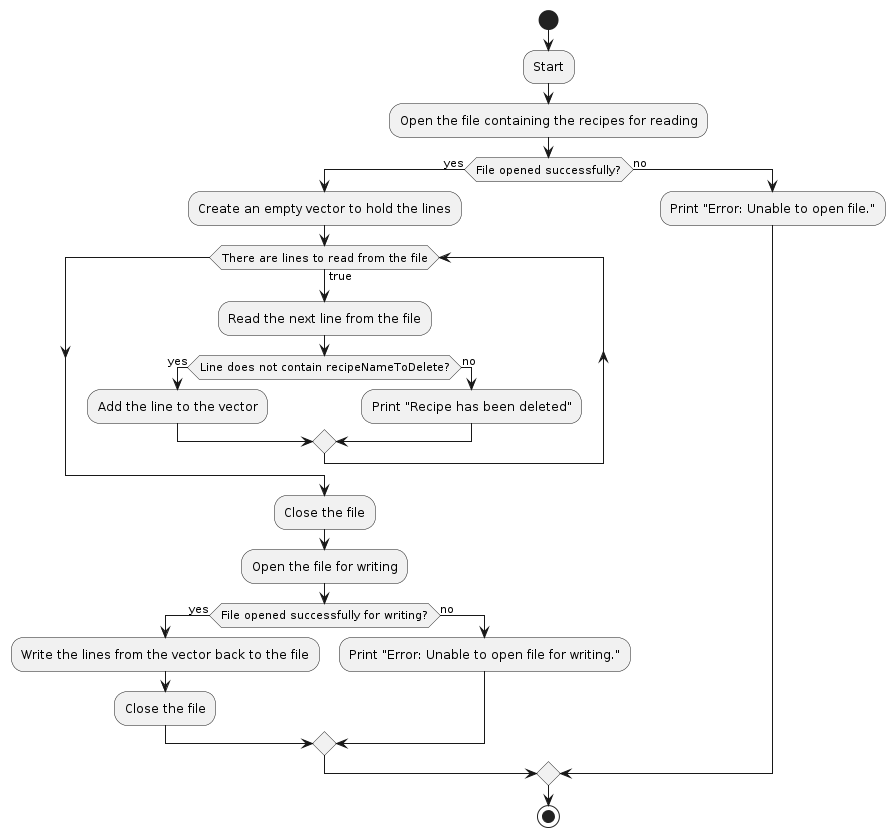 Start
Open the file containing the recipes for reading
yes
File opened successfully?
no
Create an empty vector to hold the lines
Print "Error: Unable to open file."
There are lines to read from the file
true
Read the next line from the file
yes
Line does not contain recipeNameToDelete?
no
Add the line to the vector
Print "Recipe has been deleted"
Close the file
Open the file for writing
yes
File opened successfully for writing?
no
Write the lines from the vector back to the file
Print "Error: Unable to open file for writing."
Close the file